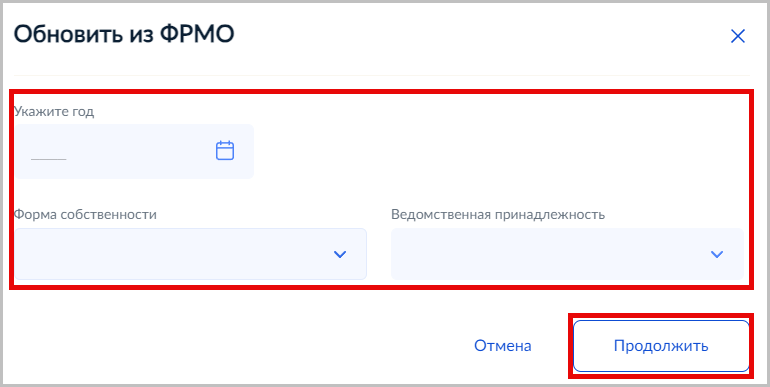 Обновить из ФРМО
Укажите год
Форма собственности
Ведомственная принадлежность
Отмена
Продолжить